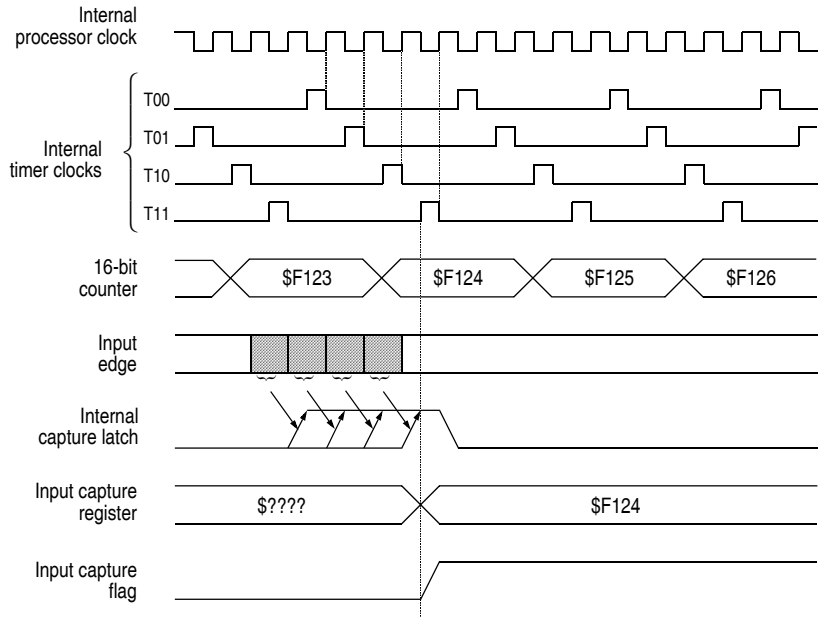 Internal
processor clock
T00
T01
Internal
timer clocks
T10
T11
16-bit
counter
$F123
$F124
$F125
$F126
Input
edge
Internal
capture latch
Input capture
register
$????
$F124
Input capture
flag